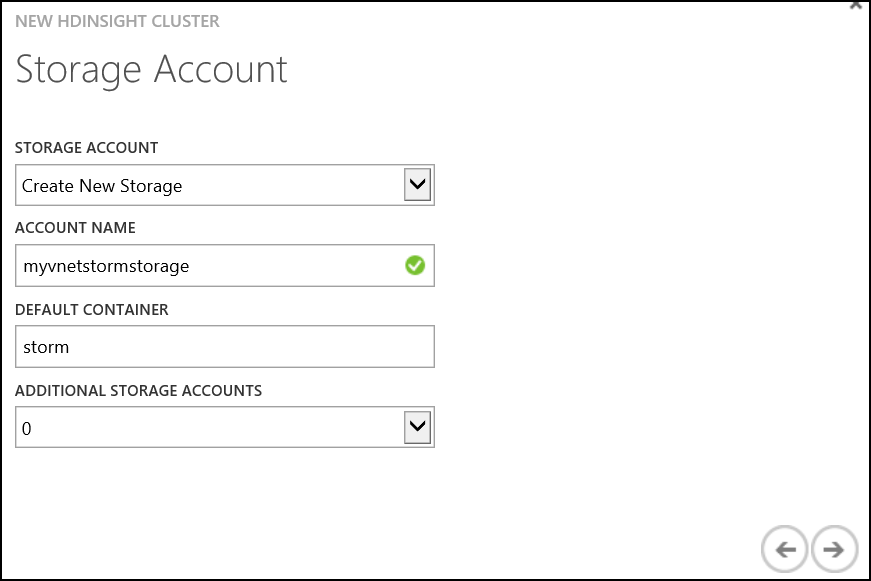 NEW HDINSIGHT CLUSTER
Storage Account
STORAGE ACCOUNT
Create New Storage
ACCOUNT NAME
myvnetstormstorage
DEFAULT CONTAINER
storm
ADDITIONAL STORAGE ACCOUNTS
0